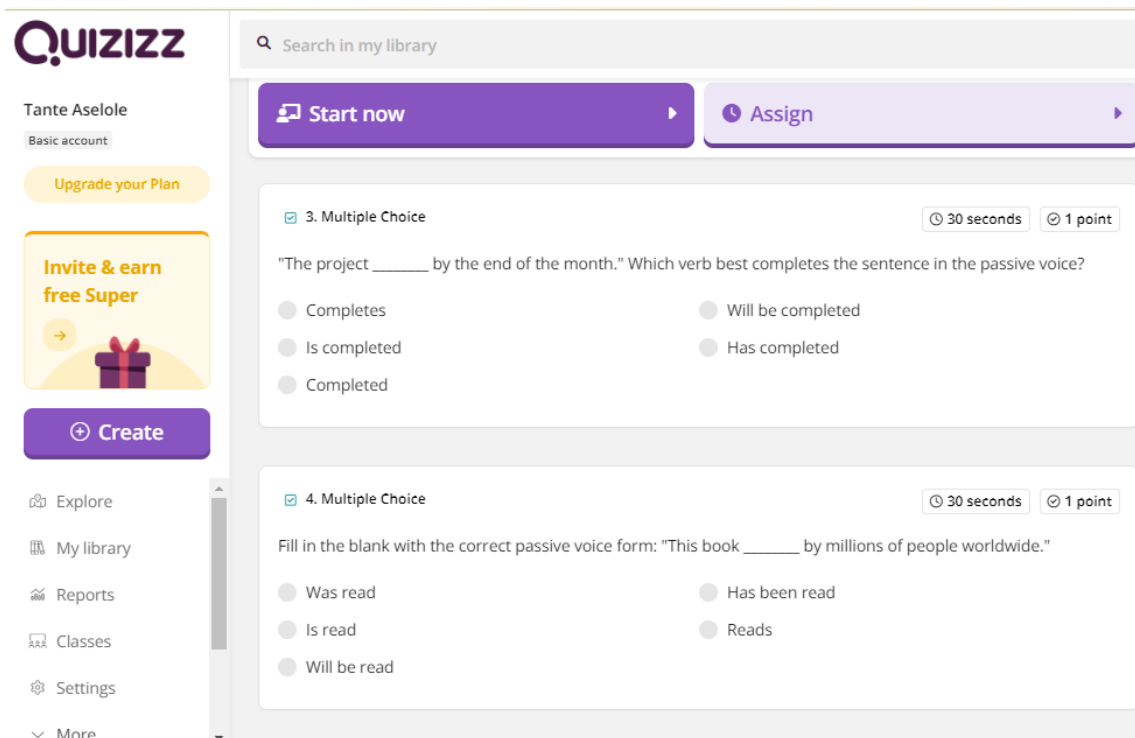 QUIZIZZ
Search in my library
Tante Aselole
Basic account
Upgrade your Plan
Invite & earn
free Super
Create
Explore
My library
Reports
Classes
Settings
More
Start now
Assign
3. Multiple Choice
30 seconds
1 point
"The project _______ by the end of the month." Which verb best completes the sentence in the passive voice?
Completes
Will be completed
Is completed
Has completed
Completed
4. Multiple Choice
30 seconds
1 point
Fill in the blank with the correct passive voice form: "This book _______ by millions of people worldwide."
Was read
Has been read
Is read
Reads
Will be read